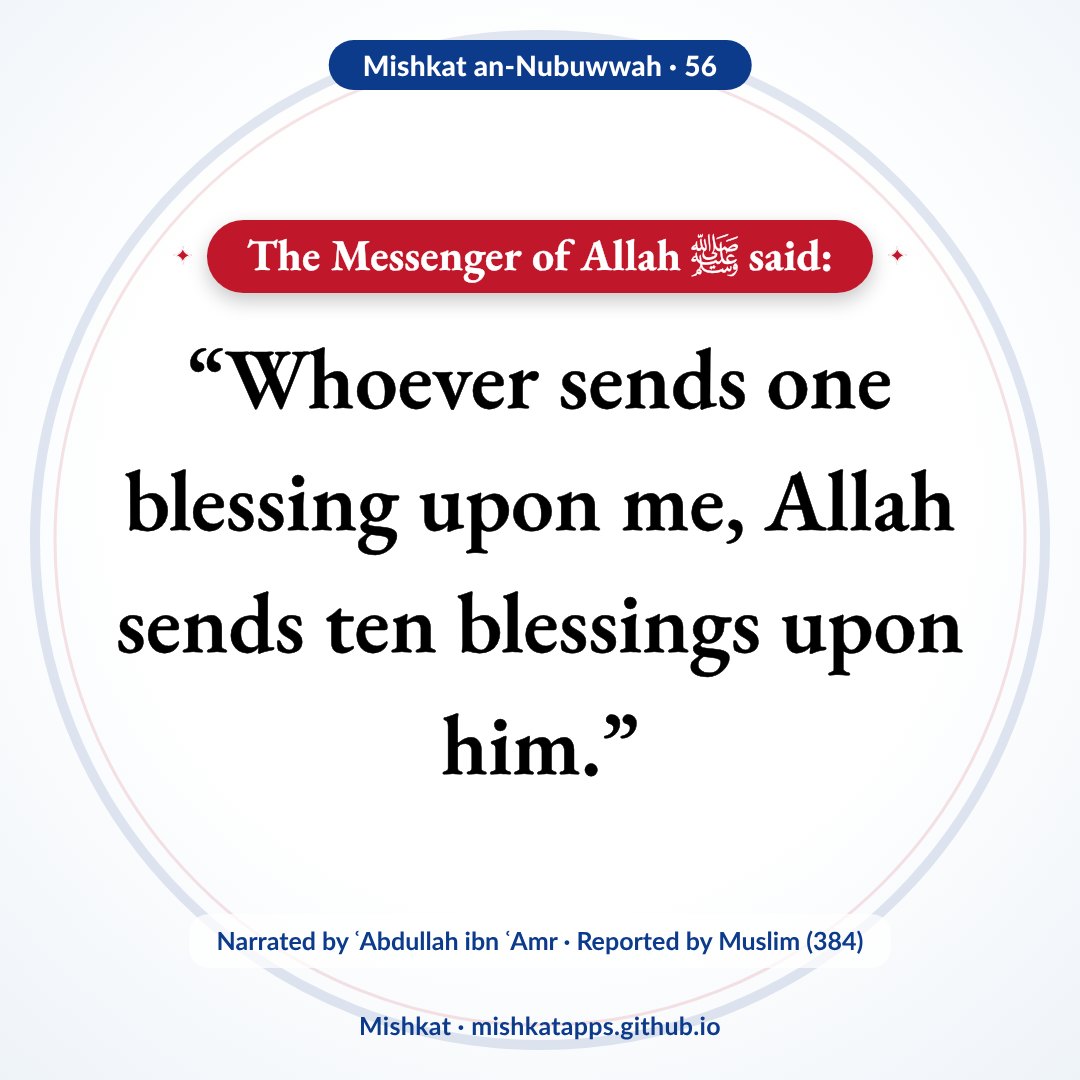 Mishkat an-Nubuwwah · 56
The Messenger of Allah ﷺ said:
“Whoever sends one
blessing upon me, Allah
sends ten blessings upon
him.”
Narrated by ʿAbdullah ibn ʿAmr · Reported by Muslim (384)
Mishkat · mishkatapps.github.io